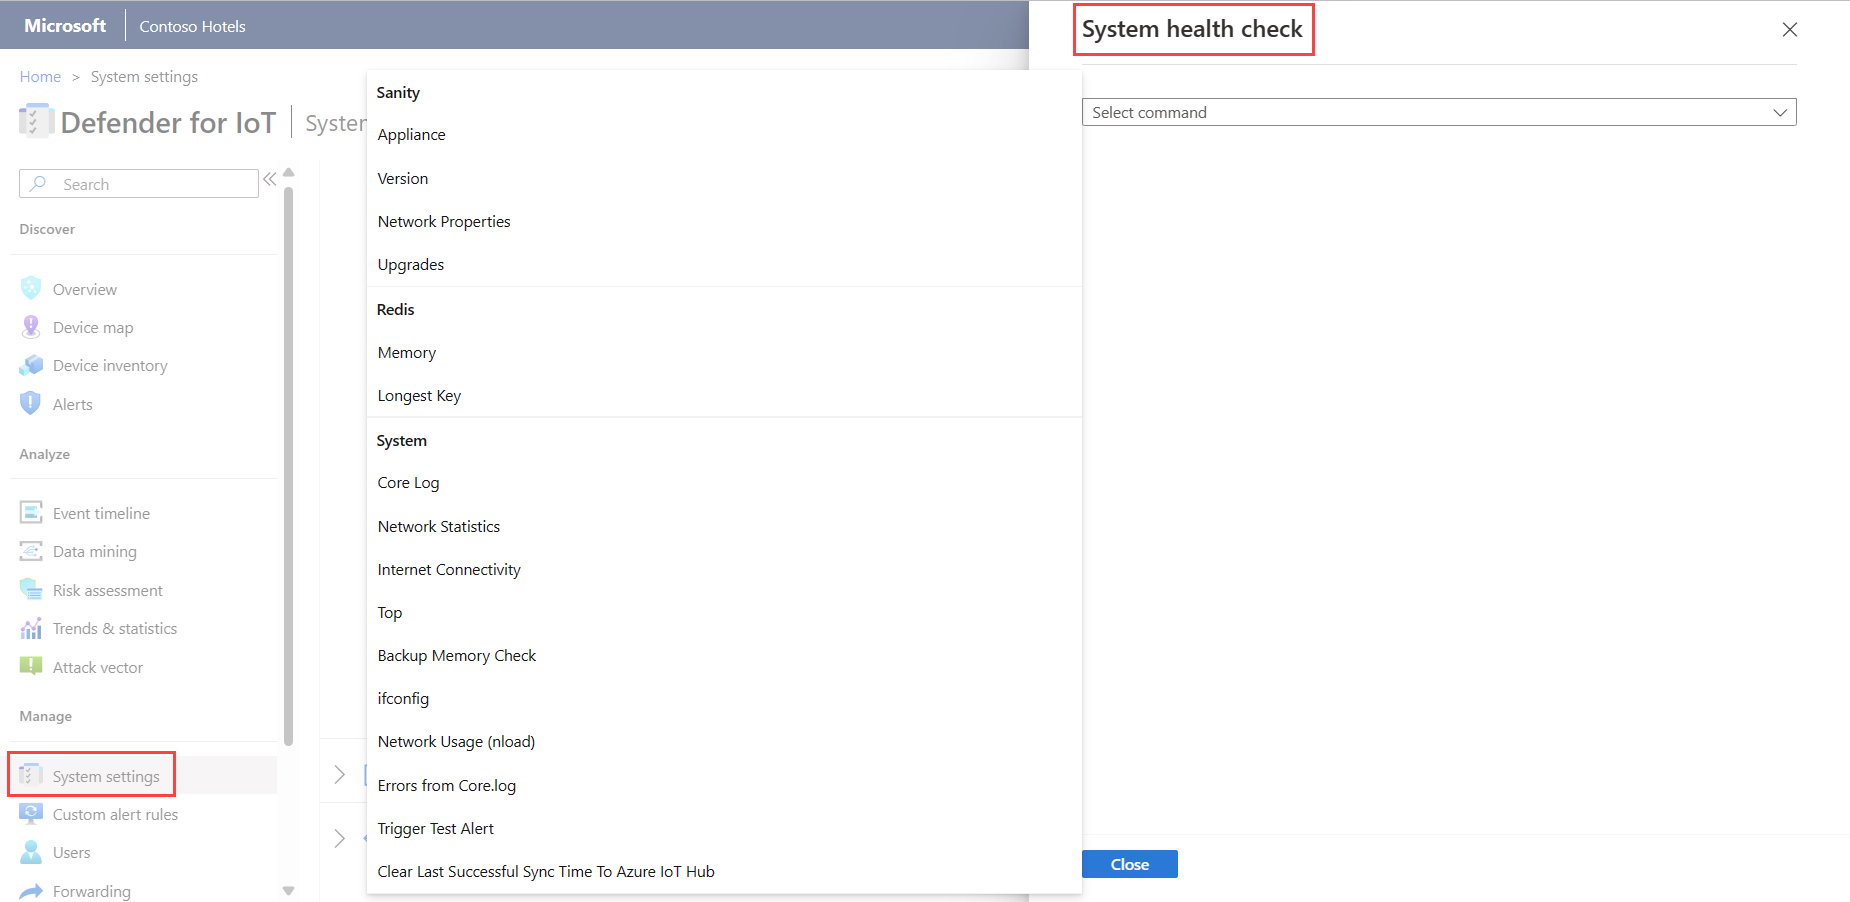 Microsoft
Contoso Hotels
Home > System settings
Defender for IoT
System health check
Select command
Search
Discover
Overview
Device map
Device inventory
Alerts
Analyze
Event timeline
Data mining
Risk assessment
Trends & statistics
Attack vector
Manage
System settings
Custom alert rules
Users
Forwarding
Sanity
Appliance
Version
Network Properties
Upgrades
Redis
Memory
Longest Key
System
Core Log
Network Statistics
Internet Connectivity
Top
Backup Memory Check
ifconfig
Network Usage (nload)
Errors from Core.log
Trigger Test Alert
Clear Last Successful Sync Time To Azure IoT Hub
Close